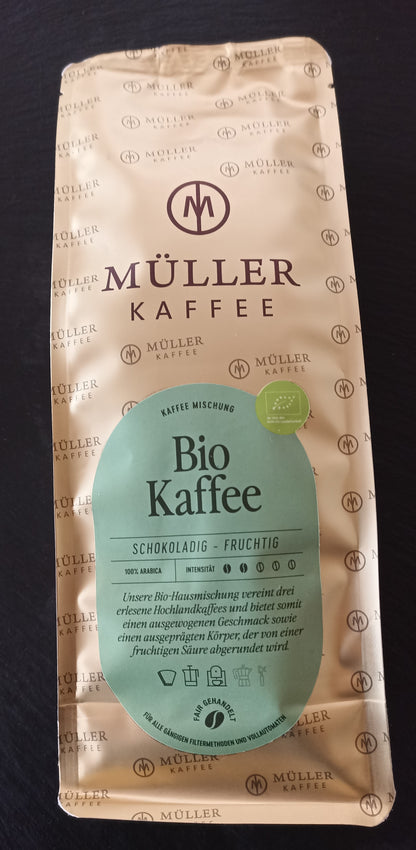 MÜLLER
KAFFEE
KAFFEE MISCHUNG
Bio
Kaffee
SCHOKOLADIG - FRUCHTIG
100% ARABICA
INTENSITÄT
Unsere Bio-Hausmischung vereint drei
erlesene Hochlandkaffees und bietet somit
einen ausgewogenen Geschmack sowie
einen ausgeprägten Körper, der von einer
fruchtigen Säure abgerundet wird.
FAIR GEHANDELT
FÜR ALLE GÄNGIGEN FILTERMETHODEN UND VOLLAUTOMATEN
MÜLLER
KAFFEE